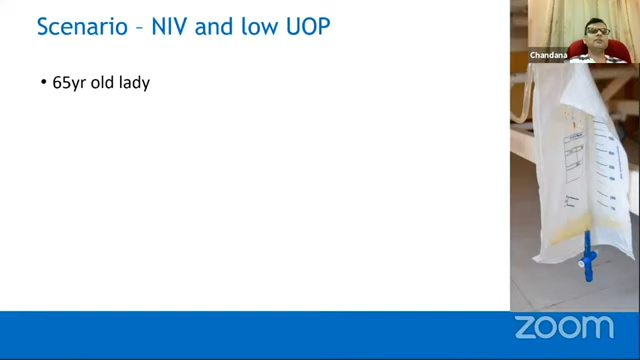 Scenario – NIV and low UOP
• 65yr old lady
Chandana
zoom